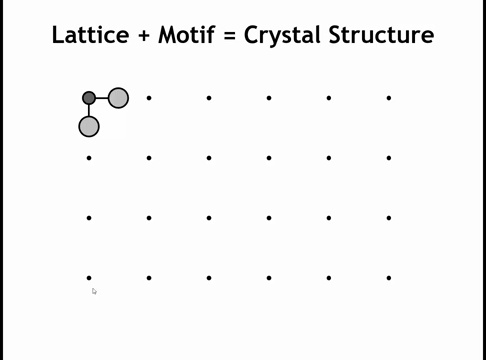 Lattice + Motif = Crystal Structure